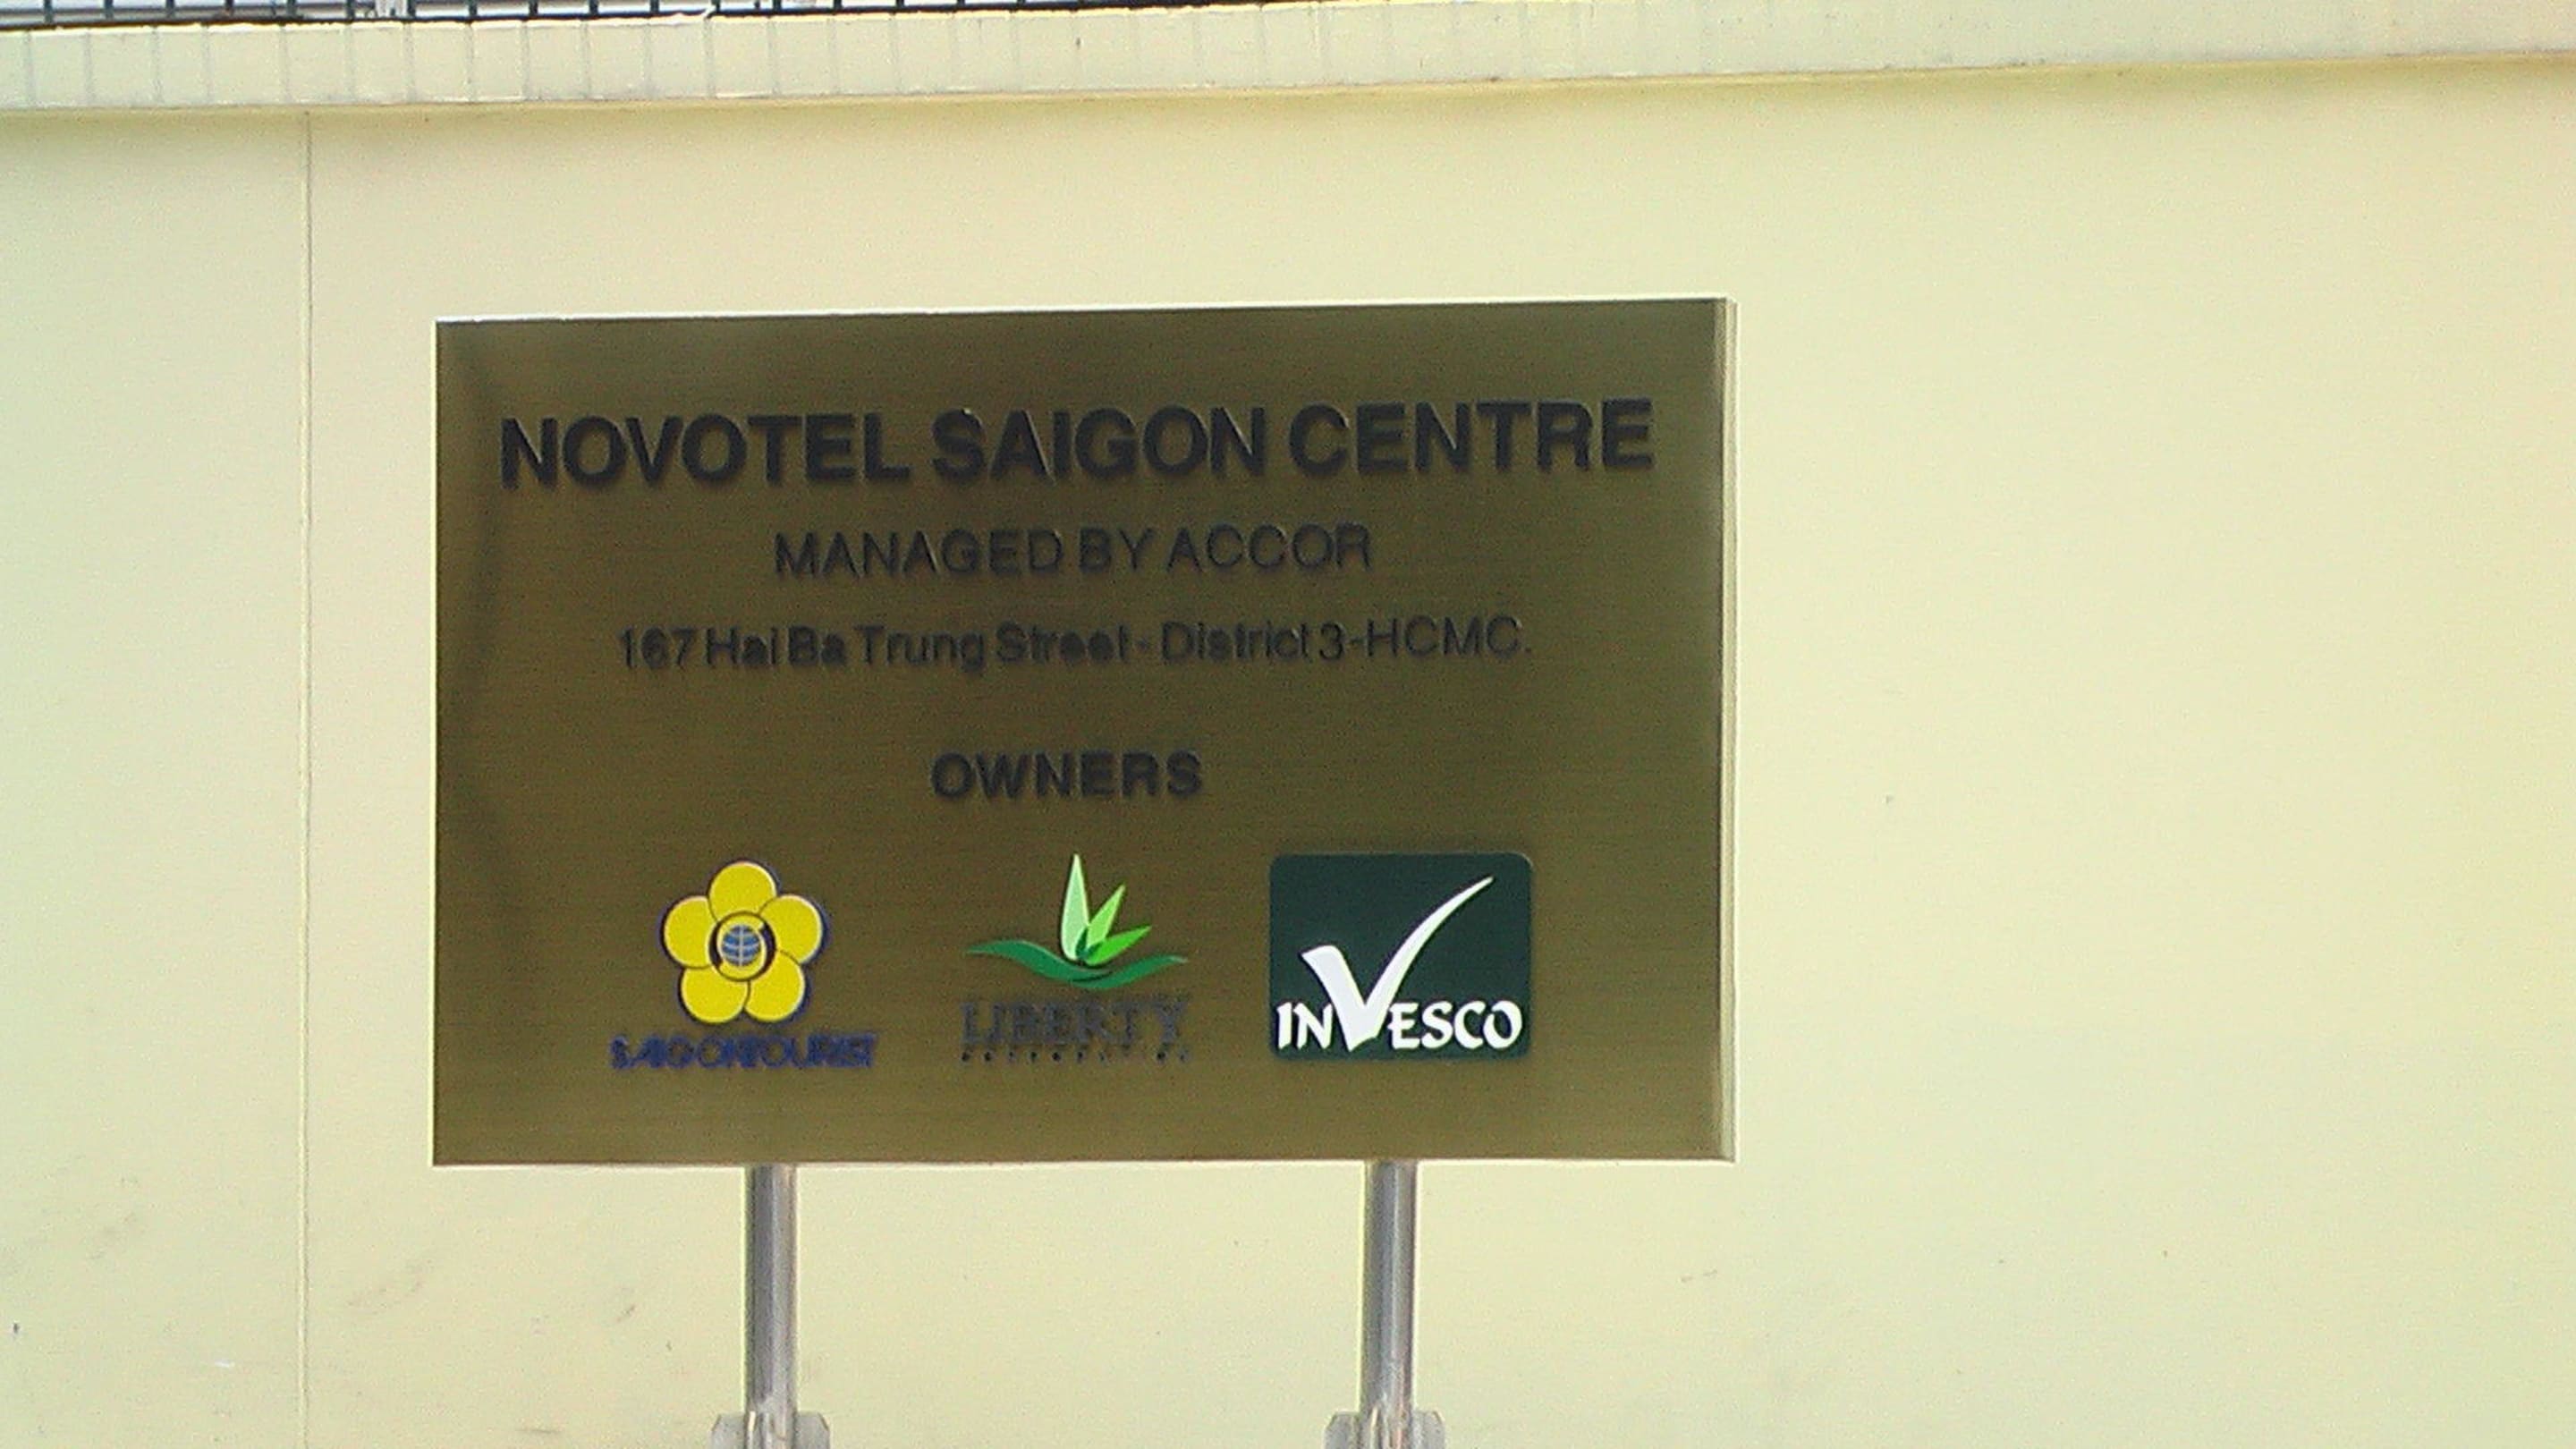 NOVOTEL SAIGON CENTRE
MANAGED BY ACCOR
167 Hai Ba Trung Street - District 3-HCMC.
OWNERS
SAIGONTOURIST
LIBERTY
INVESCO